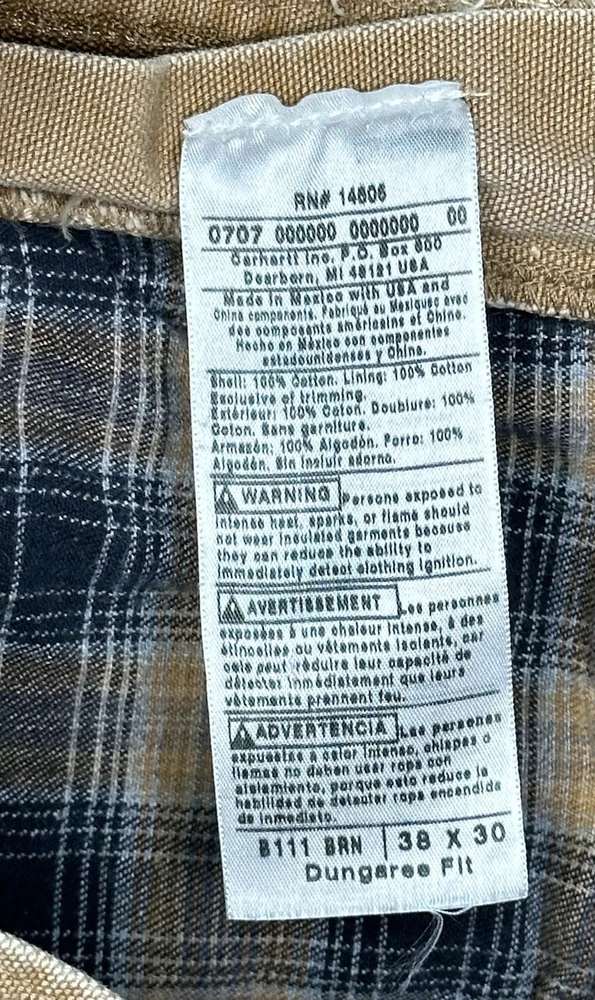 RN# 14806
0707 000000 0000000 00
Carhartt Inc. P.O. Box 600
Dearborn, MI 48121 USA
Made in Mexico with USA and
China components. Fabriqué au Mexique avec
des composants américains et China.
Hecho en México con componentes
estadounidenses y China.
Shell: 100% Cotton. Lining: 100% Cotton
Exclusive of trimming.
Extérieur: 100% Coton. Doublure: 100%
Coton. Sans garniture.
Armazón: 100% Algodón. Forro: 100%
Algodón. Sin incluir adorno.
WARNING Persons exposed to
intense heat, sparks, or flame should
not wear insulated garments because
they can reduce the ability to
immediately detect clothing ignition.
AVERTISSEMENT Les personnes
exposées à une chaleur intense, à des
étincelles ou vêtements isolants, car
cela peut réduire leur capacité de
détecter immédiatement que leurs
vêtements prennent feu.
ADVERTENCIA Las personas
expuestas a calor intenso, chispas o
llamas no deben usar ropa con
aislamiento, porque esto reduce la
habilidad de detectar ropa encendida
de inmediato.
B111 BRN | 38 X 30
Dungaree Fit